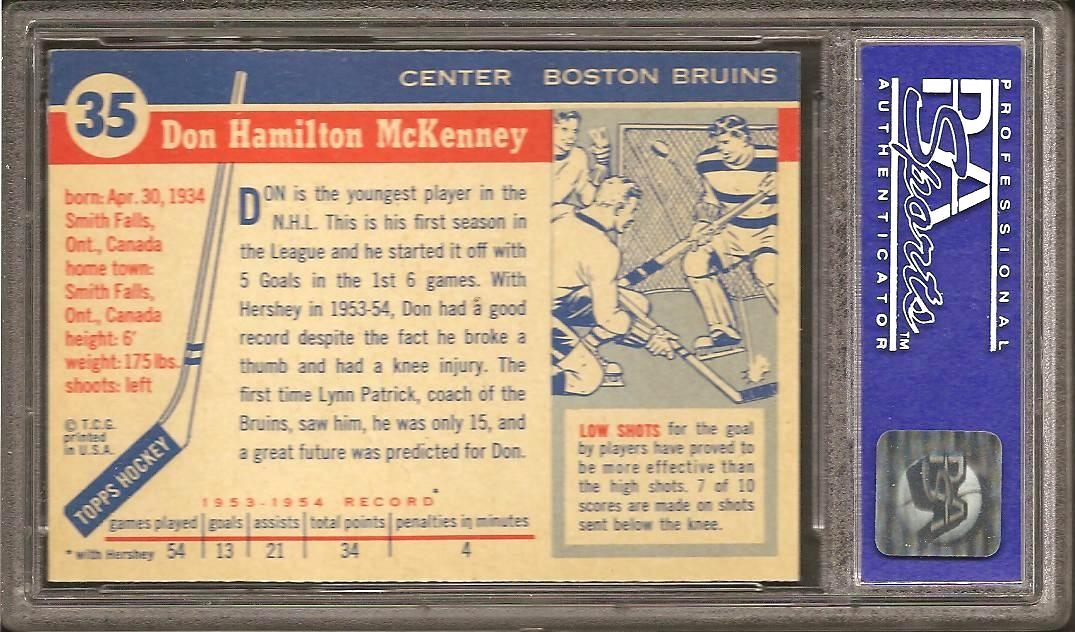 CENTER BOSTON BRUINS
35
Don Hamilton McKenney
born: Apr. 30, 1934
Smith Falls,
Ont., Canada
home town:
Smith Falls,
Ont., Canada
height: 6'
weight: 175 lbs.
shoots: left
© T.C.G.
printed
in U.S.A.
TOPPS HOCKEY
DON is the youngest player in the
N.H.L. This is his first season in
the League and he started it off with
5 Goals in the 1st 6 games. With
Hershey in 1953-54, Don had a good
record despite the fact he broke a
thumb and had a knee injury. The
first time Lynn Patrick, coach of the
Bruins, saw him, he was only 15, and
a great future was predicted for Don.
LOW SHOTS for the goal
by players have proved to
be more effective than
the high shots. 7 of 10
scores are made on shots
sent below the knee.
1953-1954 RECORD*
games played goals assists total points penalties in minutes
*with Hershey 54 13 21 34 4
PROFESSIONAL
PSA
Sports™
AUTHENTICATOR
PSA